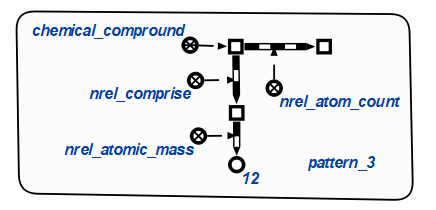 chemical_compround
nrel_comprise
nrel_atom_count
nrel_atomic_mass
pattern_3
12